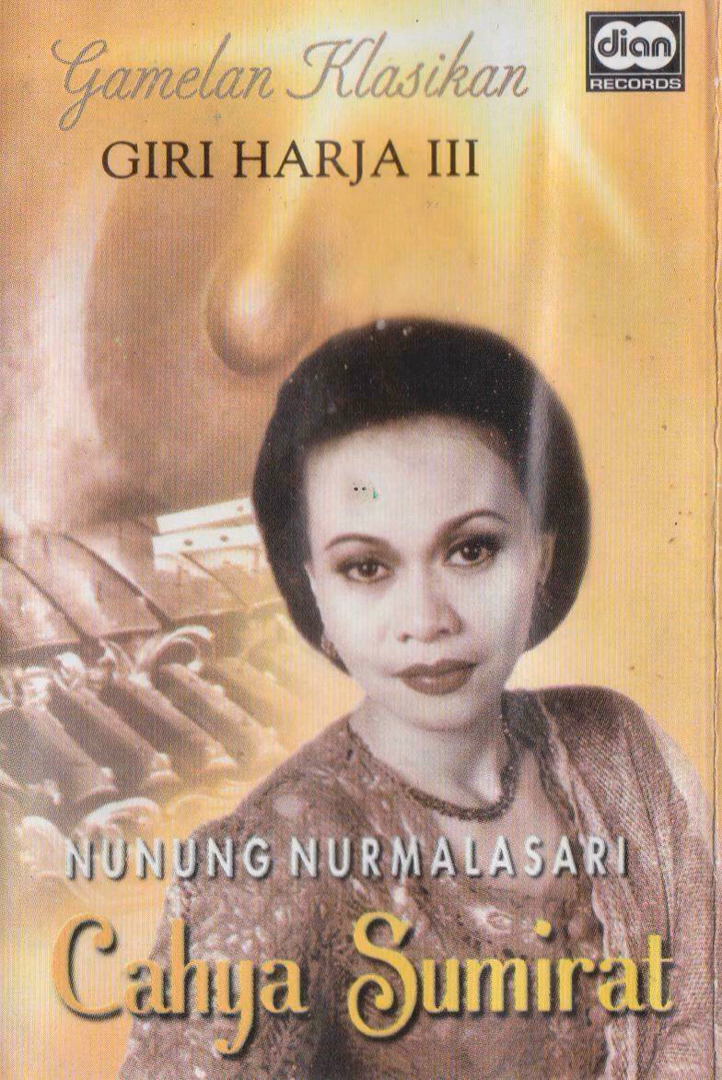 Gamelan Klasikan
dian
RECORDS
GIRI HARJA III
NUNUNG NURMALASARI
Cahya Sumirat